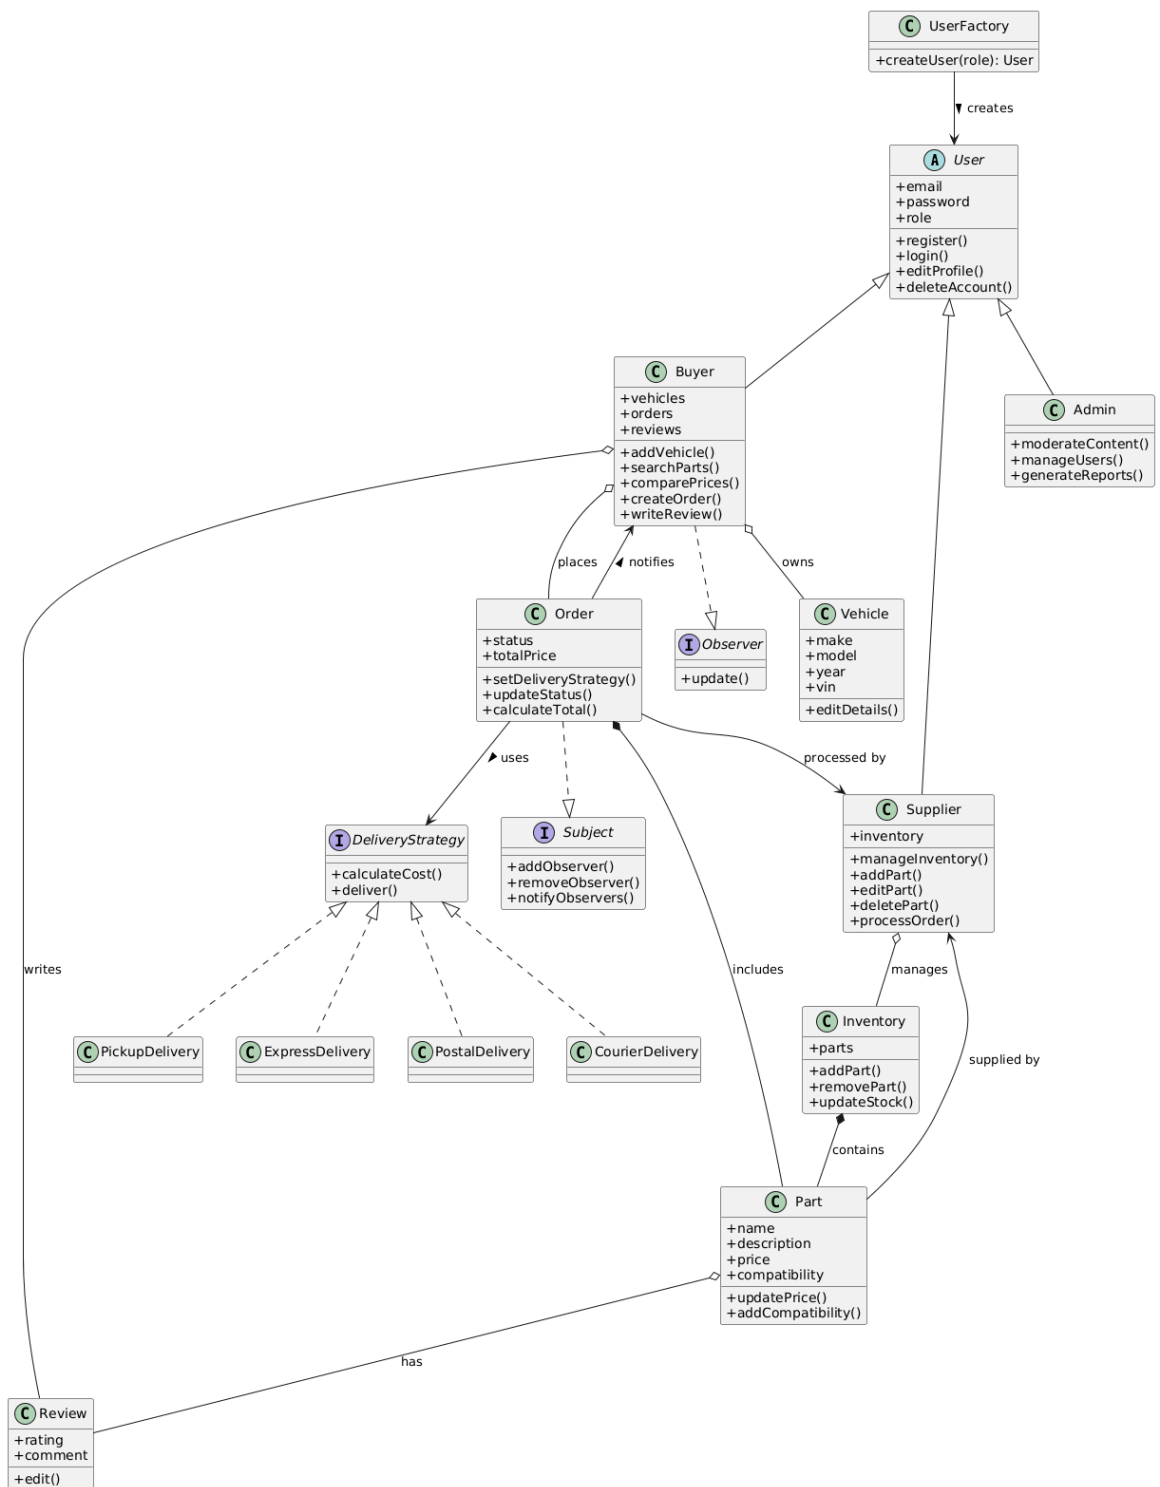 C UserFactory
+createUser(role): User
creates
A User
+email
+password
+role
+register()
+login()
+editProfile()
+deleteAccount()
C Buyer
+vehicles
+orders
+reviews
+addVehicle()
+searchParts()
+comparePrices()
+createOrder()
+writeReview()
C Admin
+moderateContent()
+manageUsers()
+generateReports()
places
notifies
owns
C Order
+status
+totalPrice
+setDeliveryStrategy()
+updateStatus()
+calculateTotal()
I Observer
+update()
C Vehicle
+make
+model
+year
+vin
+editDetails()
uses
processed by
I DeliveryStrategy
+calculateCost()
+deliver()
I Subject
+addObserver()
+removeObserver()
+notifyObservers()
C Supplier
+inventory
+manageInventory()
+addPart()
+editPart()
+deletePart()
+processOrder()
writes
includes
manages
C PickupDelivery
C ExpressDelivery
C PostalDelivery
C CourierDelivery
C Inventory
+parts
+addPart()
+removePart()
+updateStock()
supplied by
contains
C Part
+name
+description
+price
+compatibility
+updatePrice()
+addCompatibility()
has
C Review
+rating
+comment
+edit()